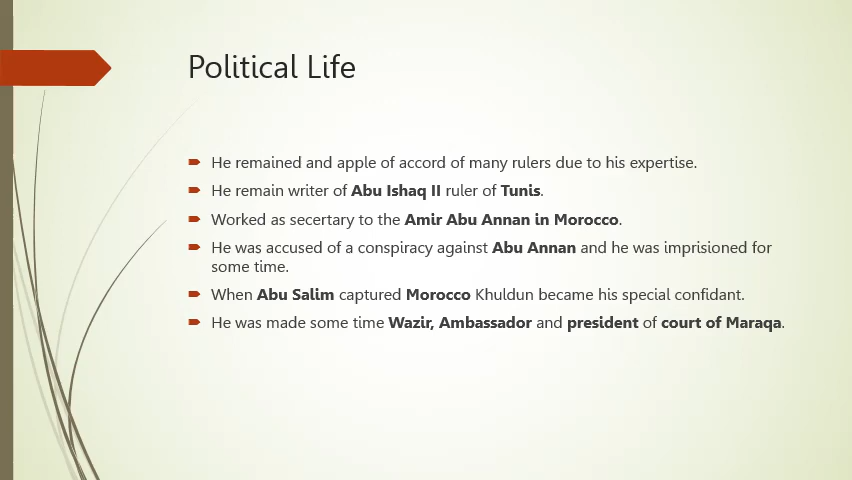 Political Life
He remained and apple of accord of many rulers due to his expertise.
He remain writer of Abu Ishaq II ruler of Tunis.
Worked as secertary to the Amir Abu Annan in Morocco.
He was accused of a conspiracy against Abu Annan and he was imprisioned for
some time.
When Abu Salim captured Morocco Khuldun became his special confidant.
He was made some time Wazir, Ambassador and president of court of Maraqa.